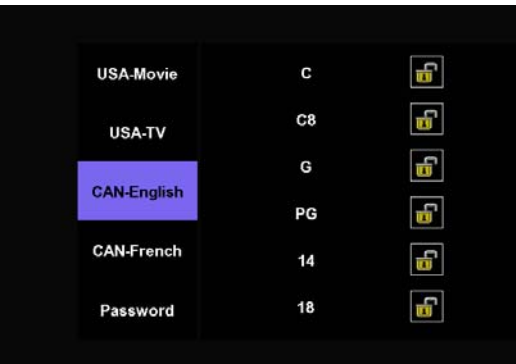 USA-Movie
USA-TV
CAN-English
CAN-French
Password
C
C8
G
PG
14
18